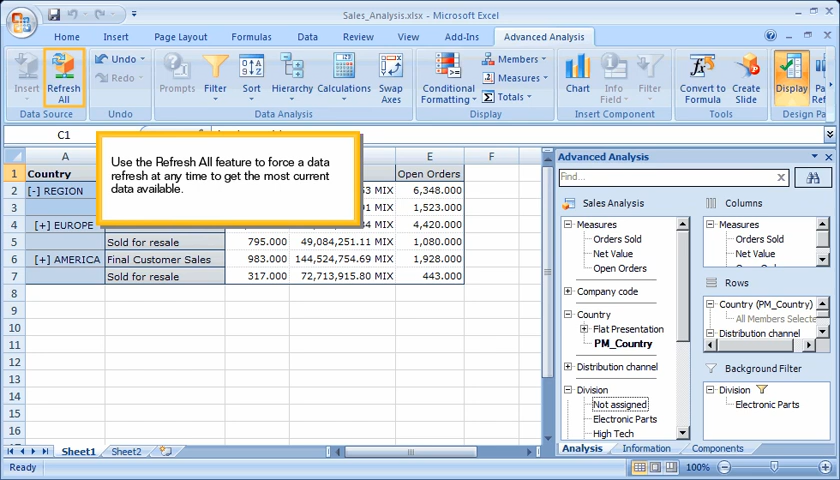 Sales_Analysis.xlsx - Microsoft Excel
Home Insert Page Layout Formulas Data Review View Add-Ins Advanced Analysis
Insert
Refresh All
Data Source
Undo
Redo
Undo
Prompts
Filter
Sort
Hierarchy
Calculations
Swap Axes
Data Analysis
Conditional Formatting
Members
Measures
Totals
Display
Chart
Info Field
Filter
Insert Component
Convert to Formula
Create Slide
Tools
Display
Design Pa
C1
Use the Refresh All feature to force a data
refresh at any time to get the most current
data available.
A E F
1 Country Open Orders
2 [-] REGION 53 MIX 6,348.000
3 01 MIX 1,523.000
4 [+] EUROPE 84 MIX 4,420.000
5 Sold for resale 795.000 49,084,251.11 MIX 1,080.000
6 [+] AMERICA Final Customer Sales 983.000 144,524,754.69 MIX 1,928.000
7 Sold for resale 317.000 72,713,915.80 MIX 443.000
8
9
10
11
12
13
14
15
16
Advanced Analysis
Find...
Sales Analysis
Measures
Orders Sold
Net Value
Open Orders
Company code
Country
Flat Presentation
PM_Country
Distribution channel
Division
Not assigned
Electronic Parts
High Tech
Columns
Measures
Orders Sold
Net Value
Rows
Country (PM_Country)
All Members Selecte
Distribution channel
Background Filter
Division
Electronic Parts
Analysis Information Components
Sheet1 Sheet2
Ready
100%